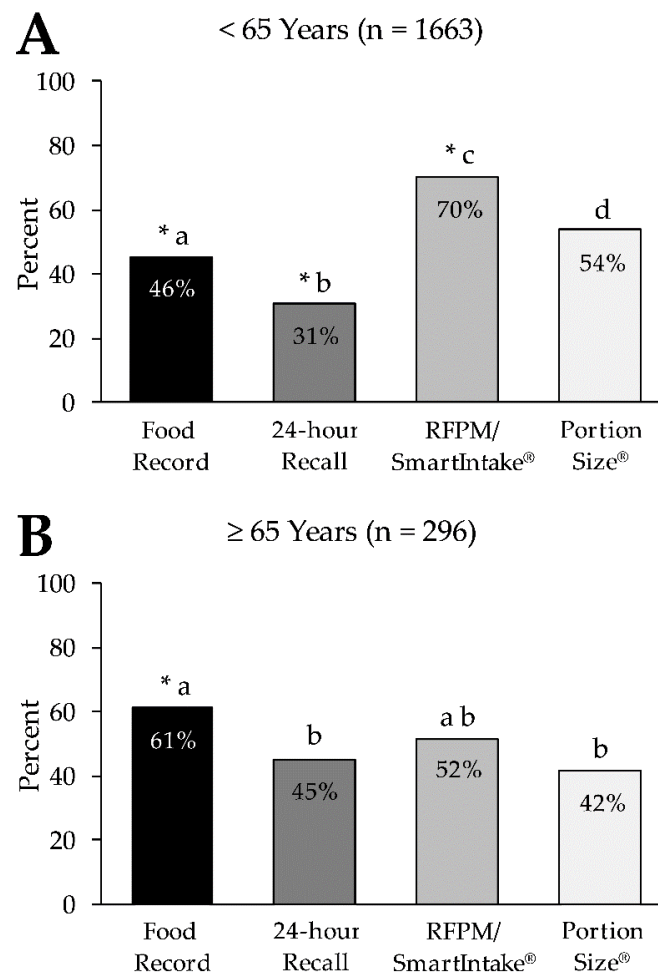 A
< 65 Years (n = 1663)
100
80
60
40
20
0
Percent
* a
46%
* b
31%
* c
70%
d
54%
Food
Record
24-hour
Recall
RFPM/
SmartIntake®
Portion
Size®
B
≥ 65 Years (n = 296)
100
80
60
40
20
0
Percent
* a
61%
b
45%
a b
52%
b
42%
Food
Record
24-hour
Recall
RFPM/
SmartIntake®
Portion
Size®